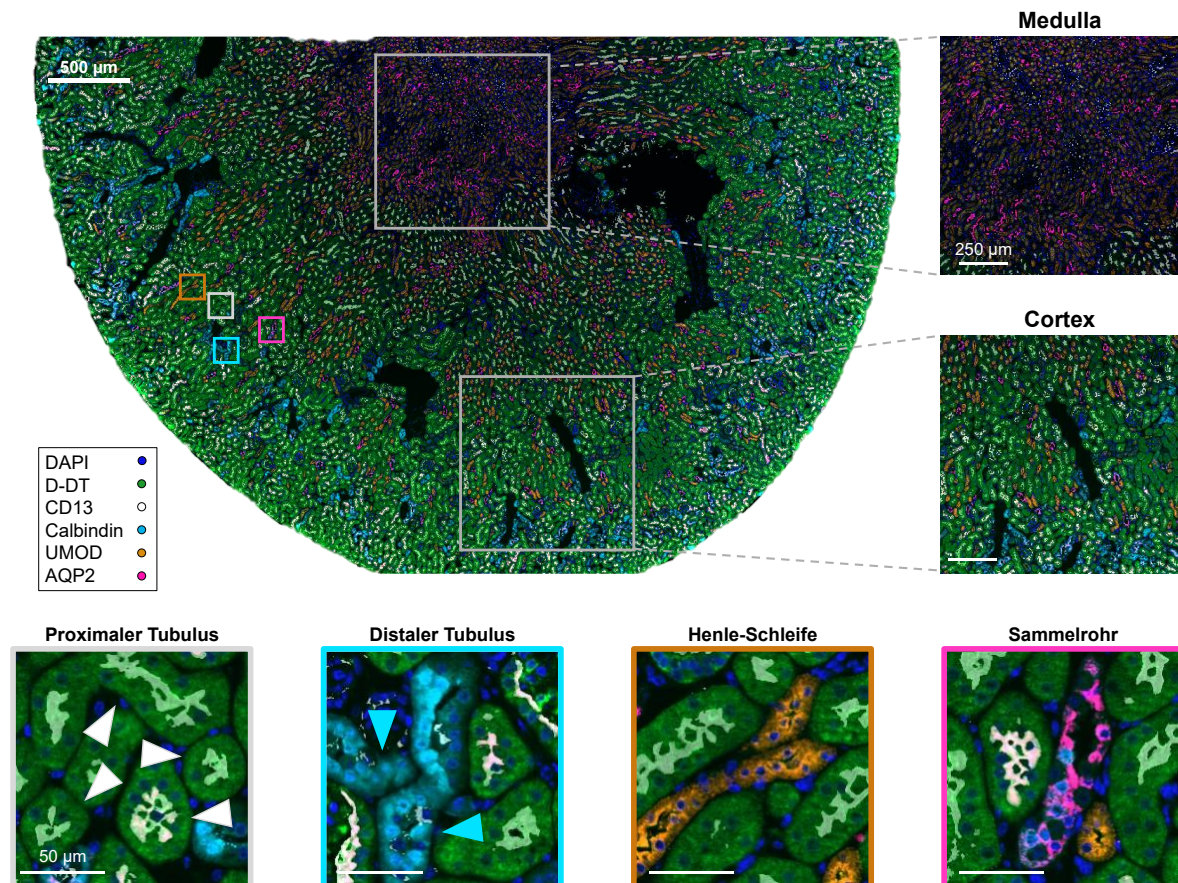 Medulla
500 µm
250 µm
Cortex
DAPI
D-DT
CD13
Calbindin
UMOD
AQP2
Proximaler Tubulus
Distaler Tubulus
Henle-Schleife
Sammelrohr
50 µm